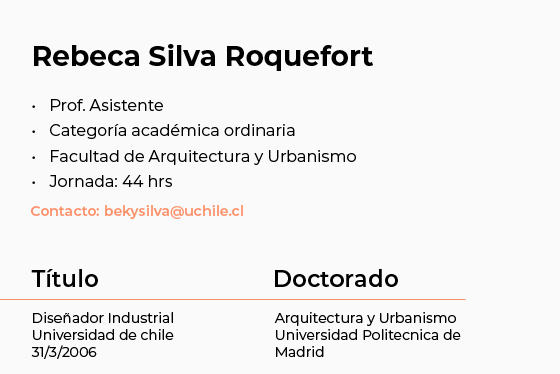 Rebeca Silva Roquefort
• Prof. Asistente
• Categoría académica ordinaria
• Facultad de Arquitectura y Urbanismo
• Jornada: 44 hrs
Contacto: bekysilva@uchile.cl
Título
Diseñador Industrial
Universidad de chile
31/3/2006
Doctorado
Arquitectura y Urbanismo
Universidad Politecnica de
Madrid